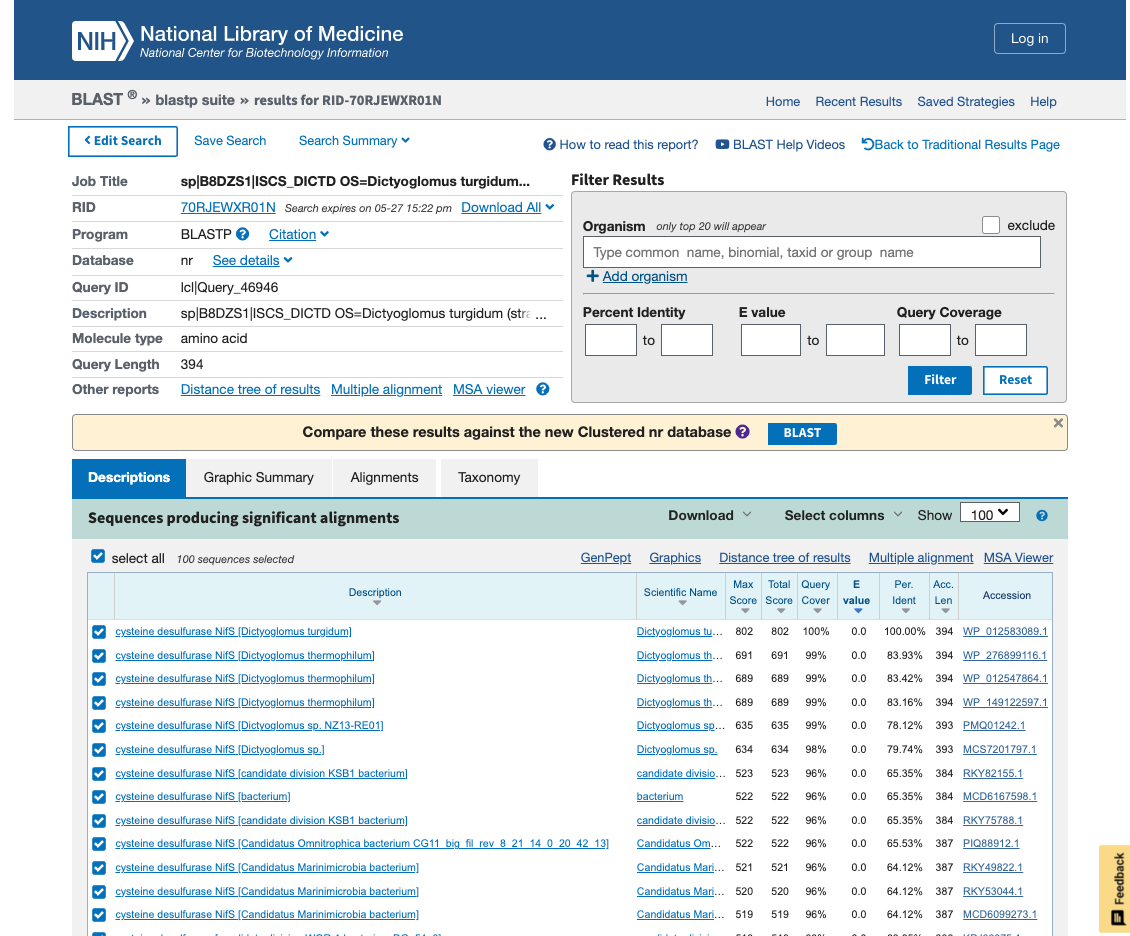 NIH National Library of Medicine
National Center for Biotechnology Information
Log in
BLAST ® » blastp suite » results for RID-70RJEWXR01N
Home Recent Results Saved Strategies Help
Edit Search Save Search Search Summary
How to read this report? BLAST Help Videos Back to Traditional Results Page
Job Title sp|B8DZS1|ISCS_DICTD OS=Dictyoglomus turgidum...
RID 70RJEWXR01N Search expires on 05-27 15:22 pm Download All
Program BLASTP Citation
Database nr See details
Query ID lcl|Query_46946
Description sp|B8DZS1|ISCS_DICTD OS=Dictyoglomus turgidum (stra ...
Molecule type amino acid
Query Length 394
Other reports Distance tree of results Multiple alignment MSA viewer
Filter Results
Organism only top 20 will appear exclude
Type common name, binomial, taxid or group name
Add organism
Percent Identity E value Query Coverage
to to to
Filter Reset
Compare these results against the new Clustered nr database BLAST
Descriptions Graphic Summary Alignments Taxonomy
Sequences producing significant alignments Download Select columns Show 100
select all 100 sequences selected GenPept Graphics Distance tree of results Multiple alignment MSA Viewer
Description Scientific Name Max Score Total Score Query Cover E value Per. Ident Acc. Len Accession
cysteine desulfurase NifS [Dictyoglomus turgidum] Dictyoglomus tu... 802 802 100% 0.0 100.00% 394 WP_012583089.1
cysteine desulfurase NifS [Dictyoglomus thermophilum] Dictyoglomus th... 691 691 99% 0.0 83.93% 394 WP_276899116.1
cysteine desulfurase NifS [Dictyoglomus thermophilum] Dictyoglomus th... 689 689 99% 0.0 83.42% 394 WP_012547864.1
cysteine desulfurase NifS [Dictyoglomus thermophilum] Dictyoglomus th... 689 689 99% 0.0 83.16% 394 WP_149122597.1
cysteine desulfurase NifS [Dictyoglomus sp. NZ13-RE01] Dictyoglomus sp... 635 635 99% 0.0 78.12% 393 PMQ01242.1
cysteine desulfurase NifS [Dictyoglomus sp.] Dictyoglomus sp. 634 634 98% 0.0 79.74% 393 MCS7201797.1
cysteine desulfurase NifS [candidate division KSB1 bacterium] candidate divisio... 523 523 96% 0.0 65.35% 384 RKY82155.1
cysteine desulfurase NifS [bacterium] bacterium 522 522 96% 0.0 65.35% 384 MCD6167598.1
cysteine desulfurase NifS [candidate division KSB1 bacterium] candidate divisio... 522 522 96% 0.0 65.35% 384 RKY75788.1
cysteine desulfurase NifS [Candidatus Omnitrophica bacterium CG11_big_fil_rev_8_21_14_0_20_42_13] Candidatus Om... 522 522 96% 0.0 65.53% 387 PIQ88912.1
cysteine desulfurase NifS [Candidatus Marinimicrobia bacterium] Candidatus Mari... 521 521 96% 0.0 64.12% 387 RKY49822.1
cysteine desulfurase NifS [Candidatus Marinimicrobia bacterium] Candidatus Mari... 520 520 96% 0.0 64.12% 387 RKY53044.1
cysteine desulfurase NifS [Candidatus Marinimicrobia bacterium] Candidatus Mari... 519 519 96% 0.0 64.12% 387 MCD6099273.1
Feedback